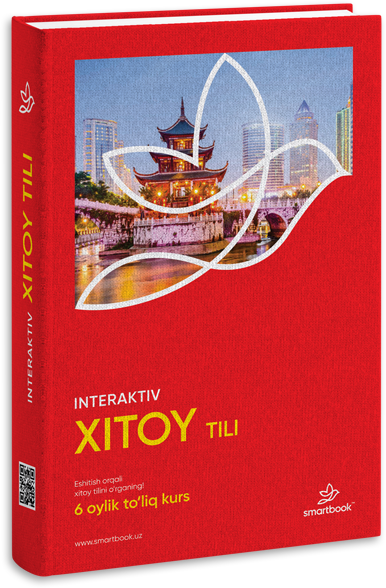 INTERAKTIV XITOY TILI
INTERAKTIV
XITOY TILI
Eshitish orqali
xitoy tilini o'rganing!
6 oylik to'liq kurs
www.smartbook.uz
smartbook™